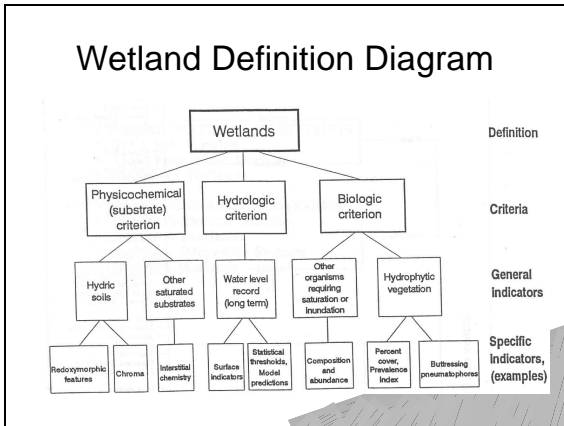 Wetland Definition Diagram
Wetlands
Definition
Physicochemical
(substrate)
criterion
Hydrologic
criterion
Biologic
criterion
Criteria
Hydric
soils
Other
saturated
substrates
Water level
record
(long term)
Other
organisms
requiring
saturation or
inundation
Hydrophytic
vegetation
General
Indicators
Redoxymorphic
features
Chroma
Interstitial
chemistry
Surface
indicators
Statistical
thresholds,
Model
predictions
Composition
and
abundance
Percent
cover,
Prevalence
Index
Buttressing
pneumatophores
Specific
Indicators,
(examples)